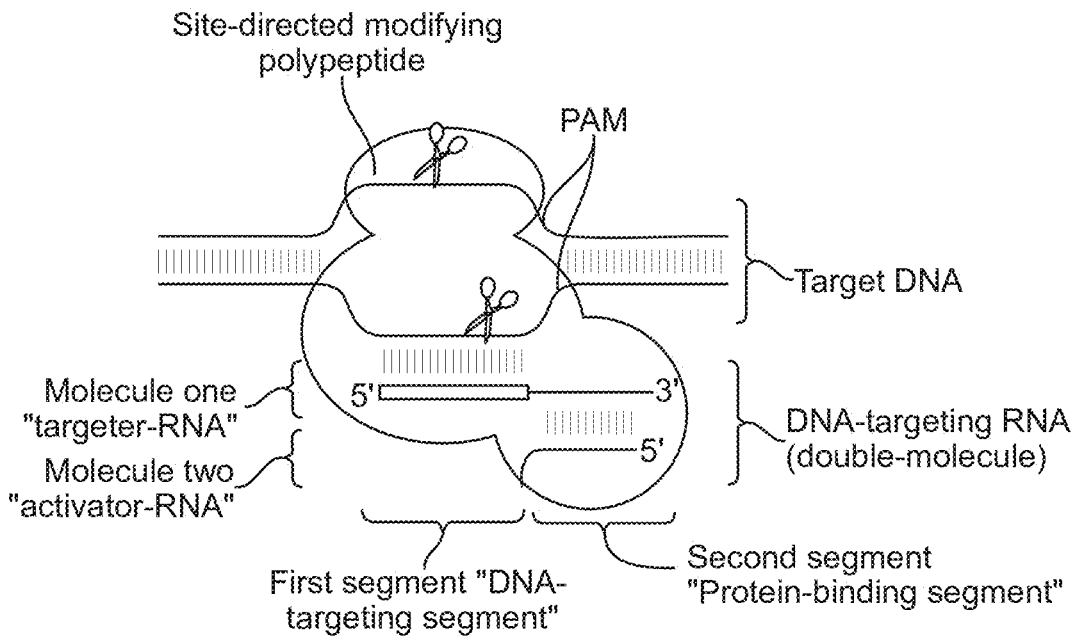 Site-directed modifying
polypeptide
PAM
Target DNA
Molecule one
"targeter-RNA"
5'
3'
DNA-targeting RNA
(double-molecule)
Molecule two
"activator-RNA"
5'
First segment "DNA-
targeting segment"
Second segment
"Protein-binding segment"